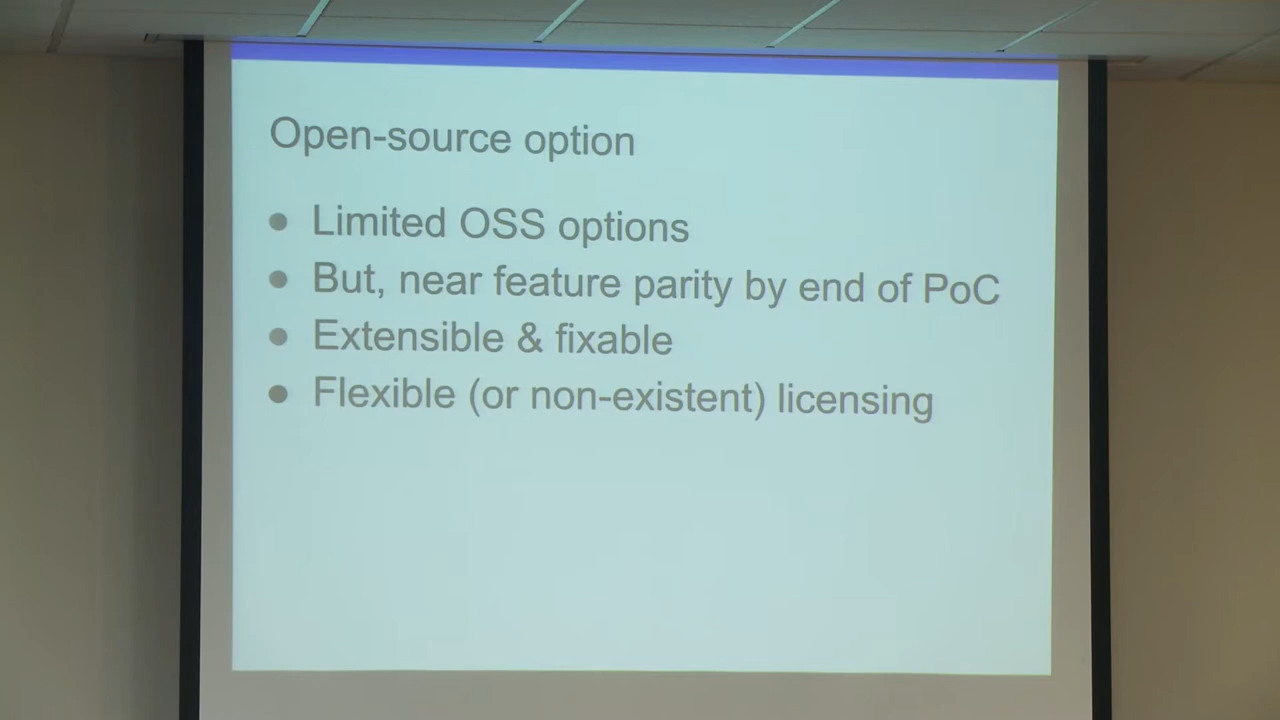 Open-source option
● Limited OSS options
● But, near feature parity by end of PoC
● Extensible & fixable
● Flexible (or non-existent) licensing